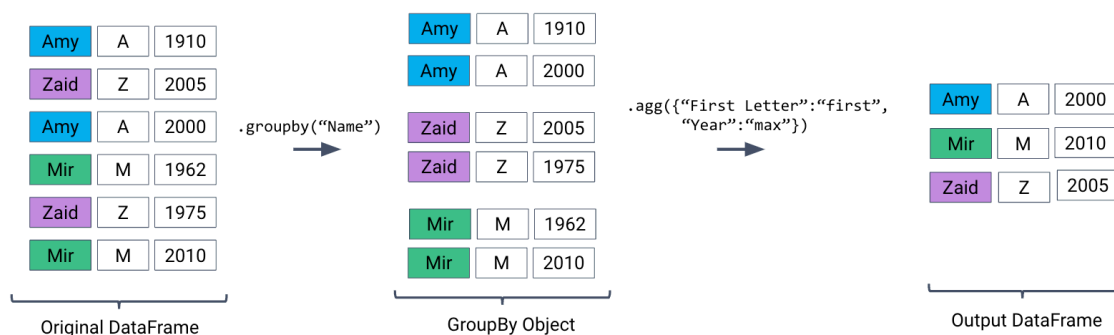 Amy A 1910
Zaid Z 2005
Amy A 2000
Mir M 1962
Zaid Z 1975
Mir M 2010
Original DataFrame
.groupby(“Name”)
Amy A 1910
Amy A 2000
Zaid Z 2005
Zaid Z 1975
Mir M 1962
Mir M 2010
GroupBy Object
.agg({“First Letter”:“first”,
“Year”:“max”})
Amy A 2000
Mir M 2010
Zaid Z 2005
Output DataFrame